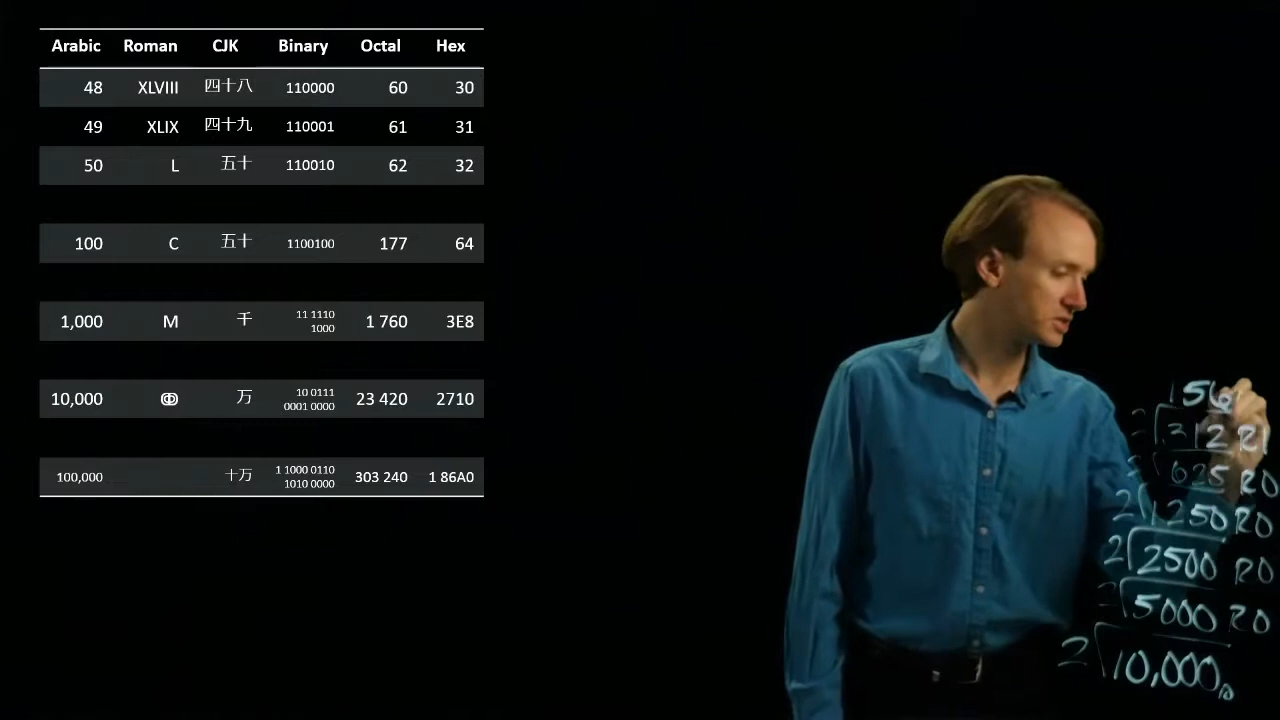 Arabic Roman CJK Binary Octal Hex
48 XLVIII 四十八 110000 60 30
49 XLIX 四十九 110001 61 31
50 L 五十 110010 62 32
100 C 五十 1100100 177 64
1,000 M 千 11 1110 1000 1 760 3E8
10,000 ↂ 万 10 0111 0001 0000 23 420 2710
100,000 十万 1 1000 0110 1010 0000 303 240 1 86A0
156
2 312 R1
2 625 R0
2 1250 R0
2 2500 R0
2 5000 R0
2 10,000₁₀